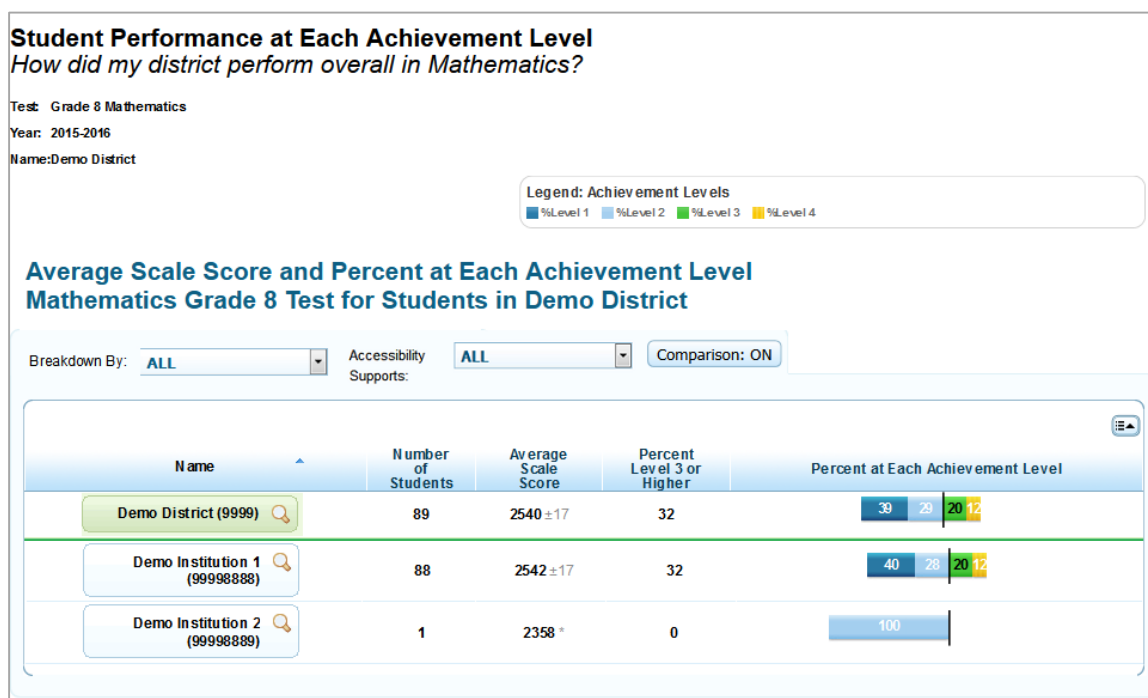 Student Performance at Each Achievement Level
How did my district perform overall in Mathematics?
Test: Grade 8 Mathematics
Year: 2015-2016
Name:Demo District
Legend: Achievement Levels
%Level 1 %Level 2 %Level 3 %Level 4
Average Scale Score and Percent at Each Achievement Level
Mathematics Grade 8 Test for Students in Demo District
Breakdown By: ALL
Accessibility Supports: ALL
Comparison: ON
Name
Number of Students
Average Scale Score
Percent Level 3 or Higher
Percent at Each Achievement Level
Demo District (9999) 89 2540 ±17 32 39 29 20 12
Demo Institution 1 (99998888) 88 2542 ±17 32 40 28 20 12
Demo Institution 2 (99998889) 1 2358 * 0 100